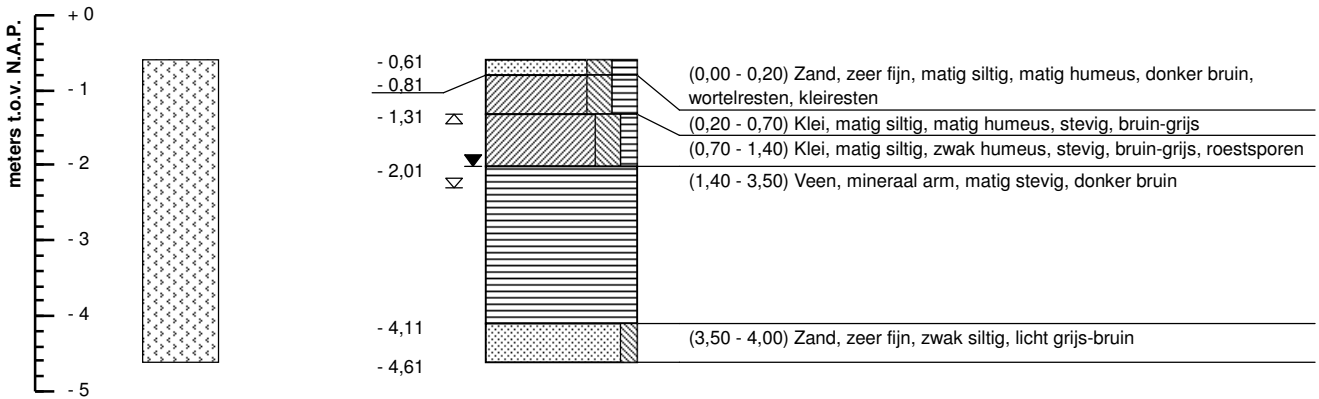 meters t.o.v. N.A.P.
+ 0
- 1
- 2
- 3
- 4
- 5
- 0,61
- 0,81
- 1,31
- 2,01
- 4,11
- 4,61
(0,00 - 0,20) Zand, zeer fijn, matig siltig, matig humeus, donker bruin,
wortelresten, kleiresten
(0,20 - 0,70) Klei, matig siltig, matig humeus, stevig, bruin-grijs
(0,70 - 1,40) Klei, matig siltig, zwak humeus, stevig, bruin-grijs, roestsporen
(1,40 - 3,50) Veen, mineraal arm, matig stevig, donker bruin
(3,50 - 4,00) Zand, zeer fijn, zwak siltig, licht grijs-bruin